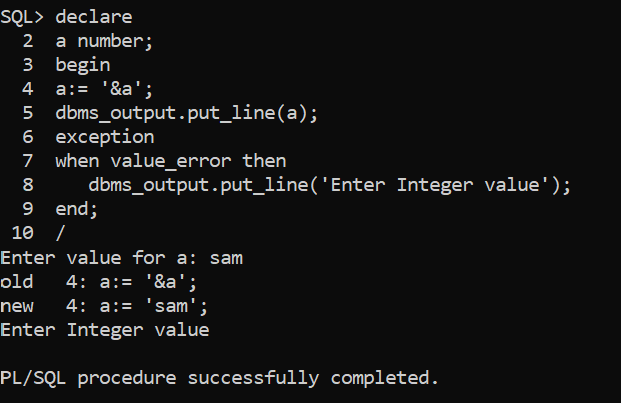 SQL> declare
  2  a number;
  3  begin
  4  a:= '&a';
  5  dbms_output.put_line(a);
  6  exception
  7  when value_error then
  8     dbms_output.put_line('Enter Integer value');
  9  end;
 10  /
Enter value for a: sam
old   4: a:= '&a';
new   4: a:= 'sam';
Enter Integer value

PL/SQL procedure successfully completed.